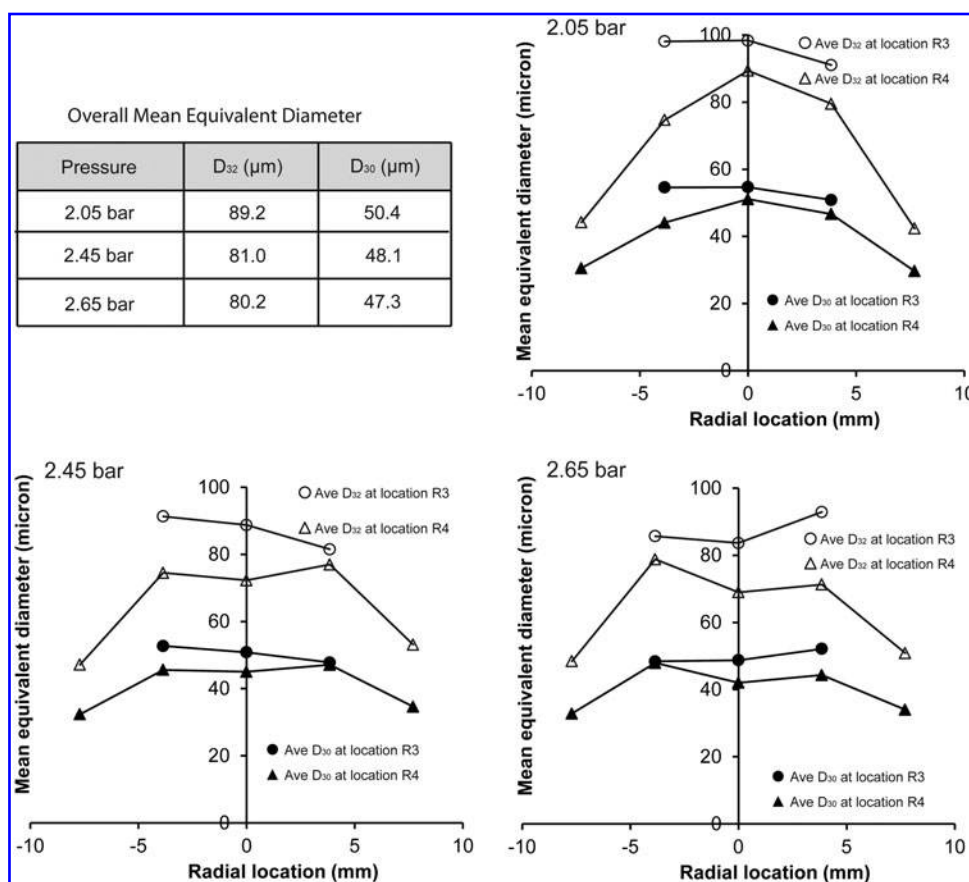 Overall Mean Equivalent Diameter
Pressure D₃₂ (μm) D₃₀ (μm)
2.05 bar 89.2 50.4
2.45 bar 81.0 48.1
2.65 bar 80.2 47.3
2.05 bar
Mean equivalent diameter (micron)
100
80
60
40
20
0
Ave D₃₂ at location R3
Ave D₃₂ at location R4
Ave D₃₀ at location R3
Ave D₃₀ at location R4
-10 -5 0 5 10
Radial location (mm)
2.45 bar
Mean equivalent diameter (micron)
100
80
60
40
20
0
Ave D₃₂ at location R3
Ave D₃₂ at location R4
Ave D₃₀ at location R3
Ave D₃₀ at location R4
-10 -5 0 5 10
Radial location (mm)
2.65 bar
Mean equivalent diameter (micron)
100
80
60
40
20
0
Ave D₃₂ at location R3
Ave D₃₂ at location R4
Ave D₃₀ at location R3
Ave D₃₀ at location R4
-10 -5 0 5 10
Radial location (mm)